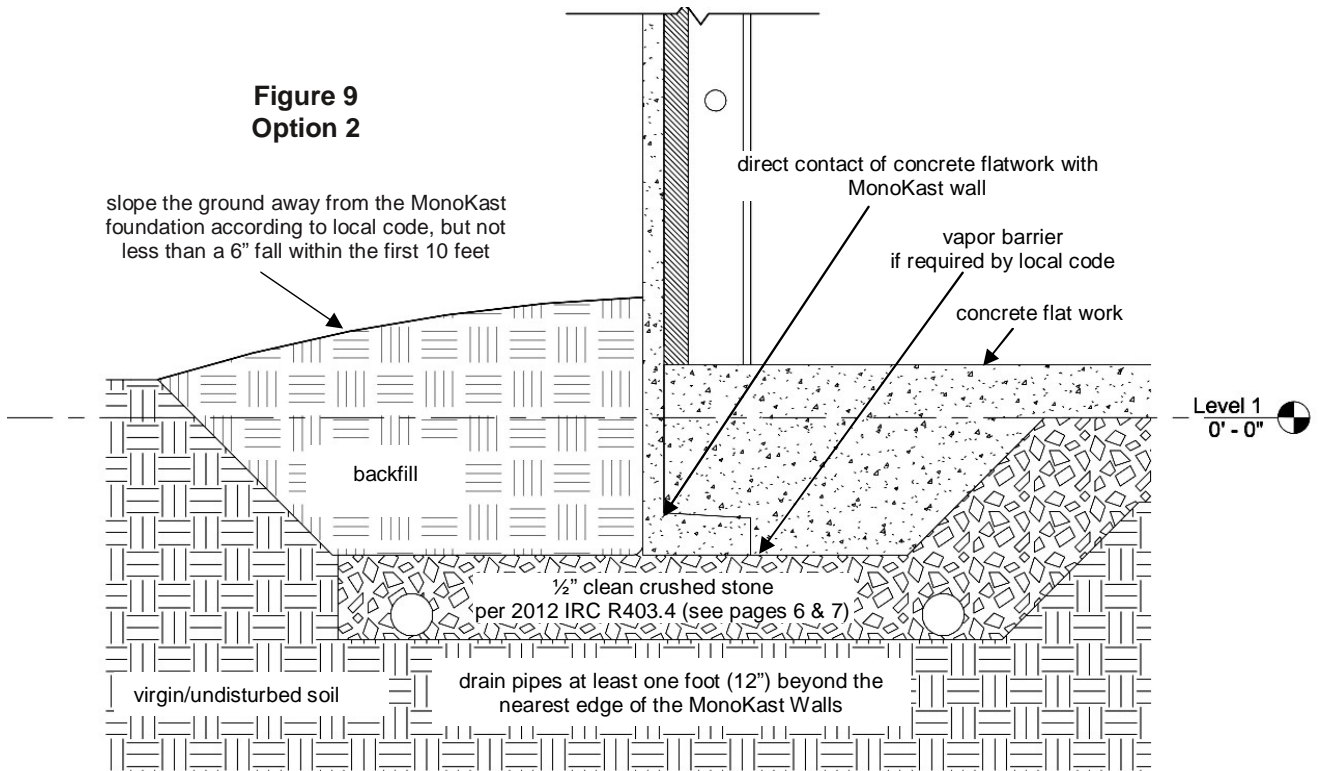 Figure 9
Option 2
direct contact of concrete flatwork with
MonoKast wall
slope the ground away from the MonoKast
foundation according to local code, but not
less than a 6” fall within the first 10 feet
vapor barrier
if required by local code
concrete flat work
Level 1
0' - 0"
backfill
½” clean crushed stone
per 2012 IRC R403.4 (see pages 6 & 7)
virgin/undisturbed soil
drain pipes at least one foot (12”) beyond the
nearest edge of the MonoKast Walls